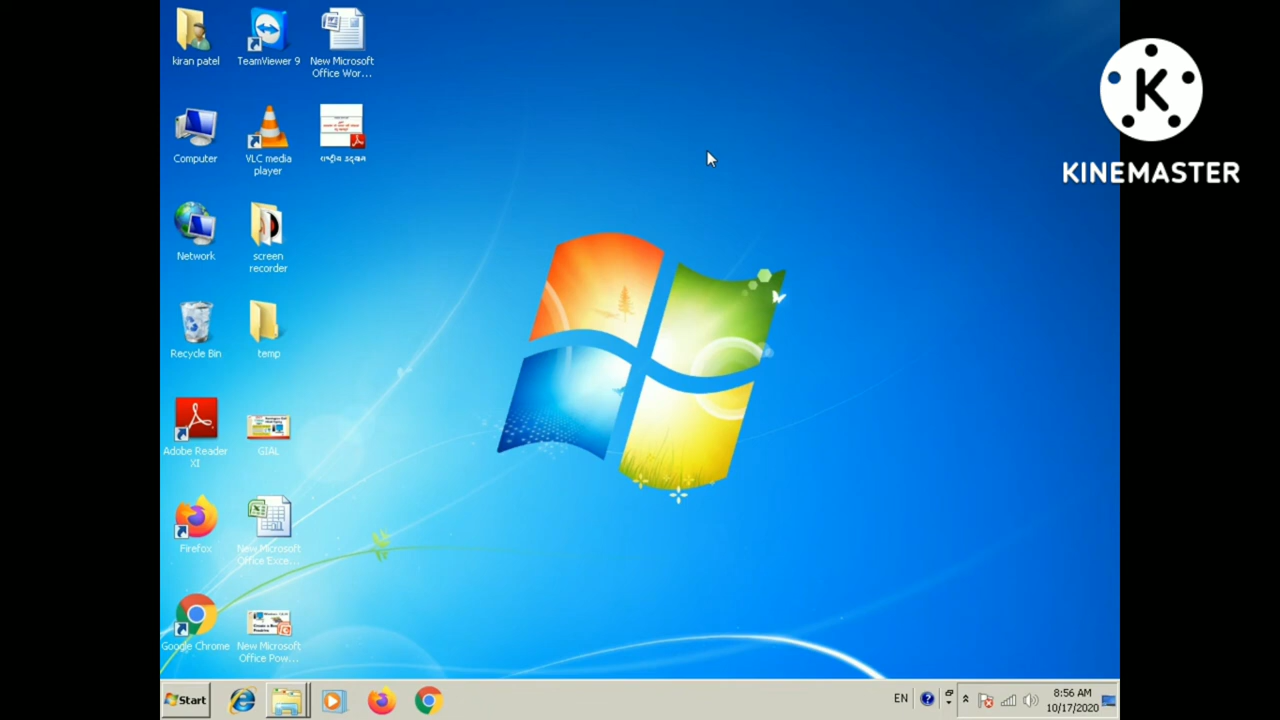 kiran patel
TeamViewer 9
New Microsoft
Office Wor...
Computer
VLC media
player
Network
screen
recorder
Recycle Bin
temp
Adobe Reader
XI
GIAL
Firefox
New Microsoft
Office Exce...
Google Chrome
New Microsoft
Office Pow...
K
KINEMASTER
Start
EN
8:56 AM
10/17/2020